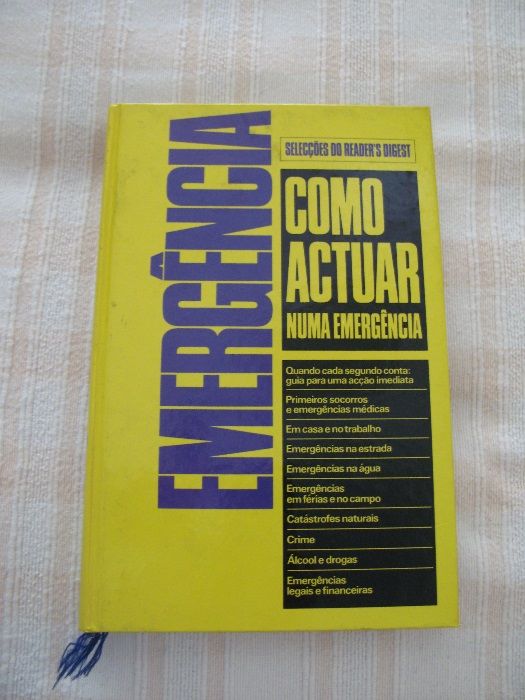 EMERGÊNCIA
SELECÇÕES DO READER'S DIGEST
COMO
ACTUAR
NUMA EMERGÊNCIA
Quando cada segundo conta:
guia para uma acção imediata
Primeiros socorros
e emergências médicas
Em casa e no trabalho
Emergências na estrada
Emergências na água
Emergências
em férias e no campo
Catástrofes naturais
Crime
Álcool e drogas
Emergências
legais e financeiras